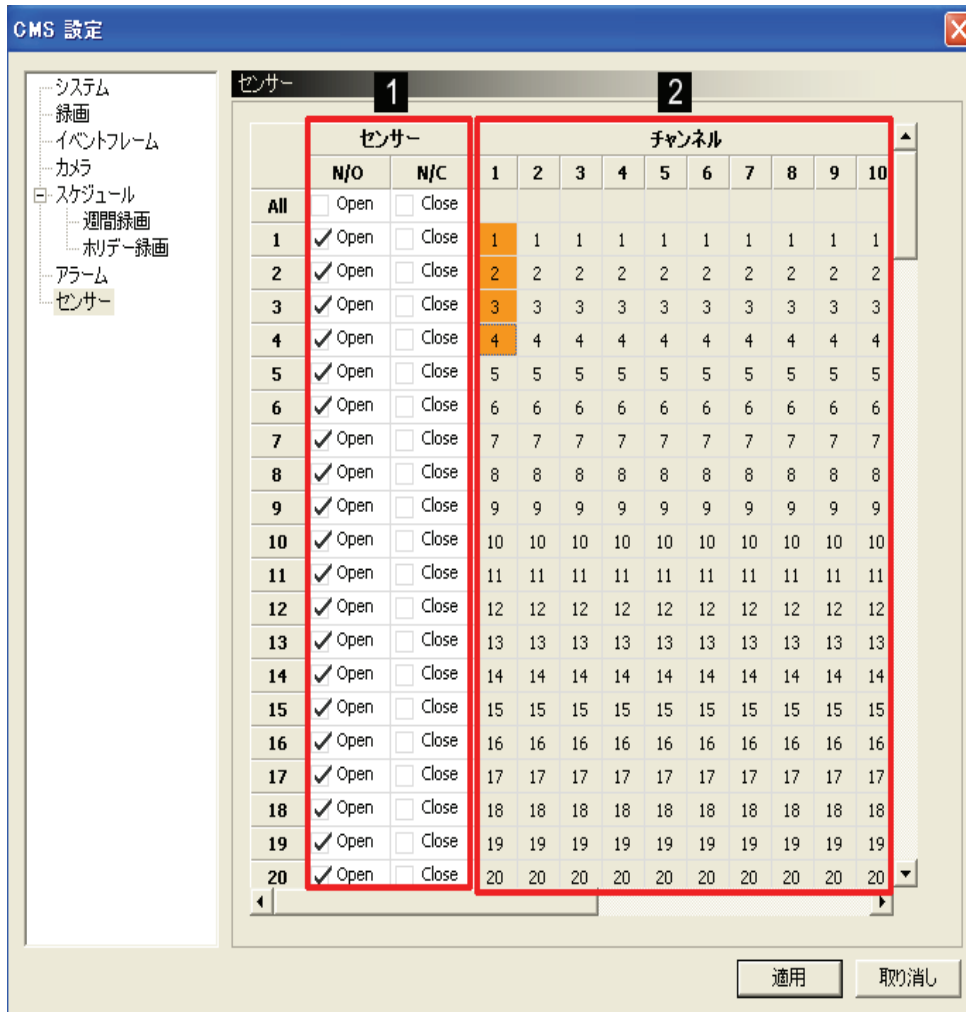 CMS 設定
システム
録画
イベントフレーム
カメラ
スケジュール
週間録画
ホリデー録画
アラーム
センサー
センサー
1 2
センサー チャンネル
N/O N/C 1 2 3 4 5 6 7 8 9 10
All Open Close
1 Open Close 1 1 1 1 1 1 1 1 1 1
2 Open Close 2 2 2 2 2 2 2 2 2 2
3 Open Close 3 3 3 3 3 3 3 3 3 3
4 Open Close 4 4 4 4 4 4 4 4 4 4
5 Open Close 5 5 5 5 5 5 5 5 5 5
6 Open Close 6 6 6 6 6 6 6 6 6 6
7 Open Close 7 7 7 7 7 7 7 7 7 7
8 Open Close 8 8 8 8 8 8 8 8 8 8
9 Open Close 9 9 9 9 9 9 9 9 9 9
10 Open Close 10 10 10 10 10 10 10 10 10 10
11 Open Close 11 11 11 11 11 11 11 11 11 11
12 Open Close 12 12 12 12 12 12 12 12 12 12
13 Open Close 13 13 13 13 13 13 13 13 13 13
14 Open Close 14 14 14 14 14 14 14 14 14 14
15 Open Close 15 15 15 15 15 15 15 15 15 15
16 Open Close 16 16 16 16 16 16 16 16 16 16
17 Open Close 17 17 17 17 17 17 17 17 17 17
18 Open Close 18 18 18 18 18 18 18 18 18 18
19 Open Close 19 19 19 19 19 19 19 19 19 19
20 Open Close 20 20 20 20 20 20 20 20 20 20
適用 取り消し